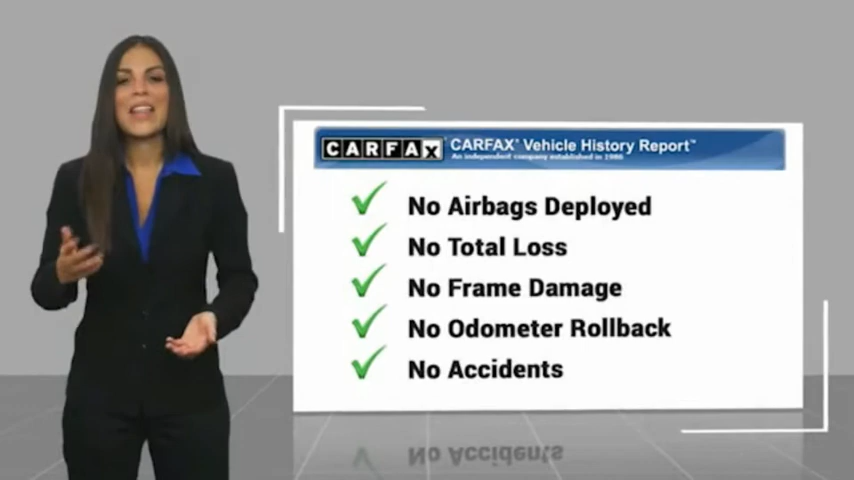 CARFAX CARFAX™ Vehicle History Report™
An independent company established in 1986
No Airbags Deployed
No Total Loss
No Frame Damage
No Odometer Rollback
No Accidents
No Accidents